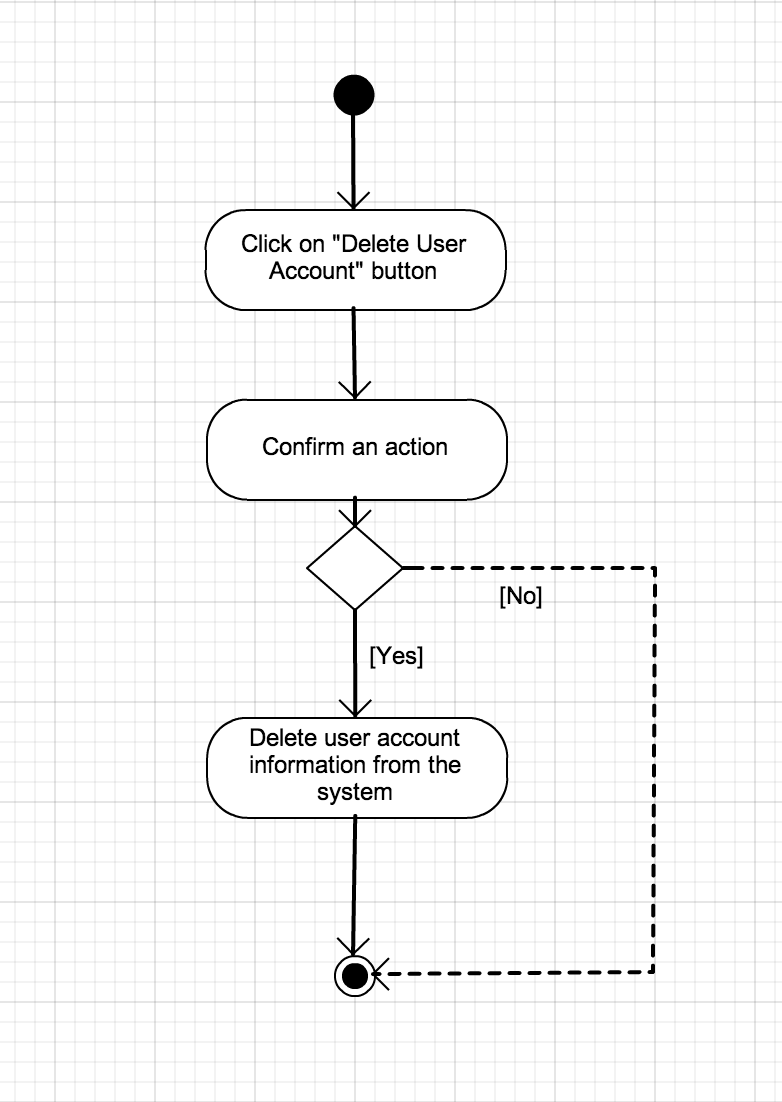 Click on "Delete User
Account" button
Confirm an action
[No]
[Yes]
Delete user account
information from the
system